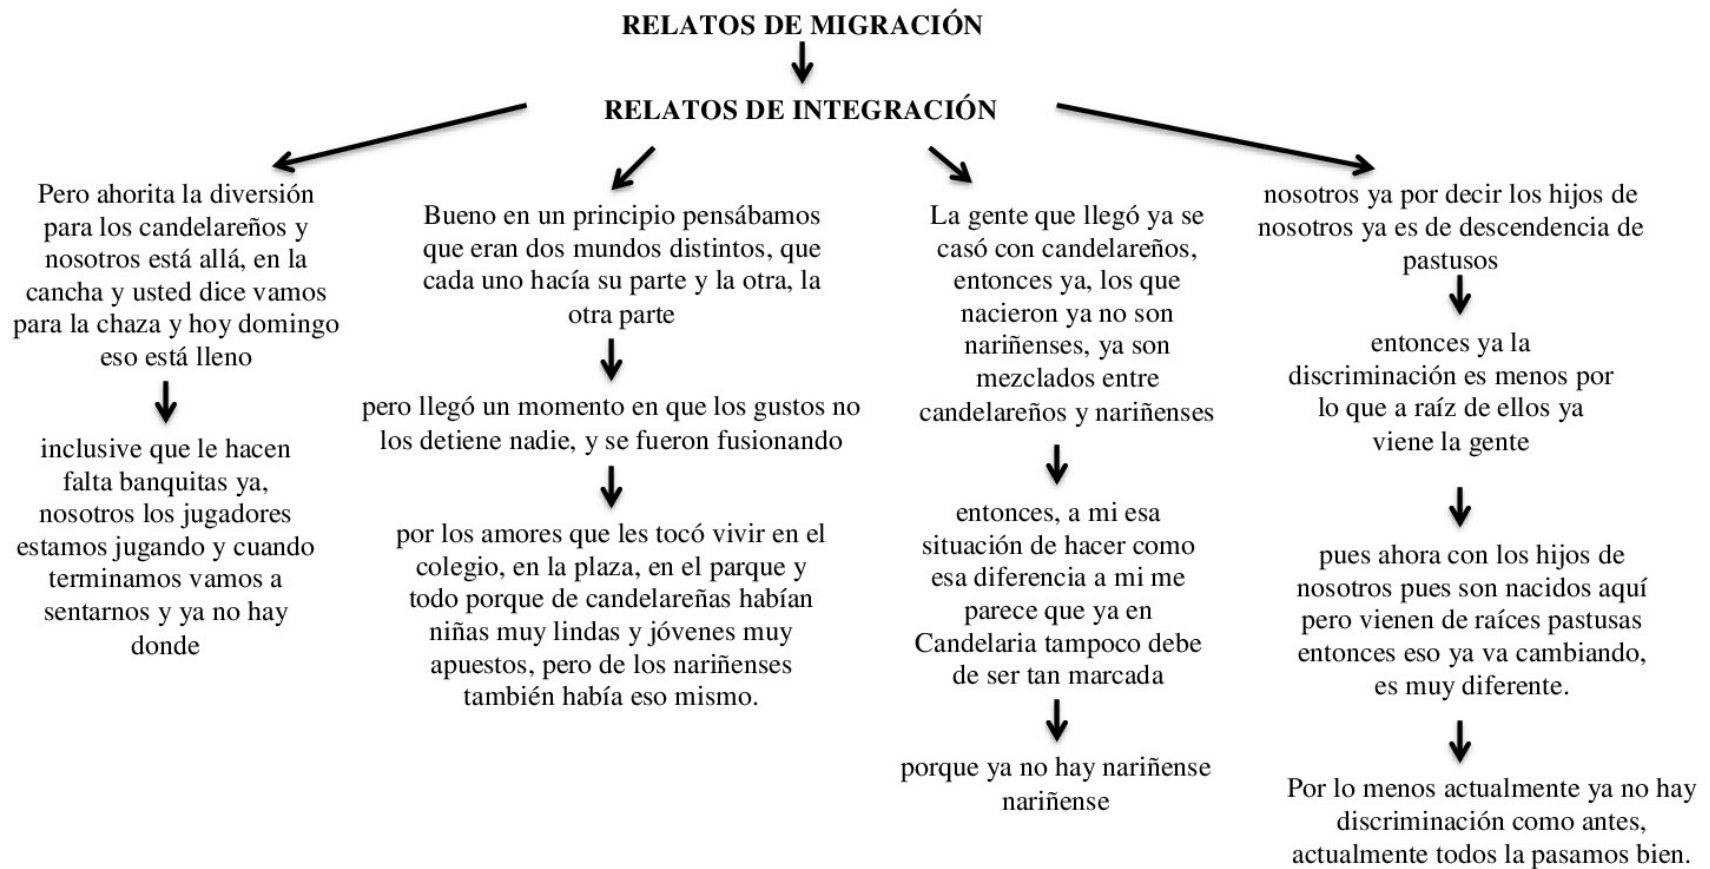 RELATOS DE MIGRACIÓN
RELATOS DE INTEGRACIÓN
Pero ahorita la diversión
para los candelareños y
nosotros está allá, en la
cancha y usted dice vamos
para la chaza y hoy domingo
eso está lleno
inclusive que le hacen
falta banquitas ya,
nosotros los jugadores
estamos jugando y cuando
terminamos vamos a
sentarnos y ya no hay
donde
Bueno en un principio pensábamos
que eran dos mundos distintos, que
cada uno hacía su parte y la otra, la
otra parte
pero llegó un momento en que los gustos no
los detiene nadie, y se fueron fusionando
por los amores que les tocó vivir en el
colegio, en la plaza, en el parque y
todo porque de candelareñas habían
niñas muy lindas y jóvenes muy
apuestos, pero de los nariñenses
también había eso mismo.
La gente que llegó ya se
casó con candelareños,
entonces ya, los que
nacieron ya no son
nariñenses, ya son
mezclados entre
candelareños y nariñenses
entonces, a mi esa
situación de hacer como
esa diferencia a mi me
parece que ya en
Candelaria tampoco debe
de ser tan marcada
porque ya no hay nariñense
nariñense
nosotros ya por decir los hijos de
nosotros ya es de descendencia de
pastusos
entonces ya la
discriminación es menos por
lo que a raíz de ellos ya
viene la gente
pues ahora con los hijos de
nosotros pues son nacidos aquí
pero vienen de raíces pastusas
entonces eso ya va cambiando,
es muy diferente.
Por lo menos actualmente ya no hay
discriminación como antes,
actualmente todos la pasamos bien.